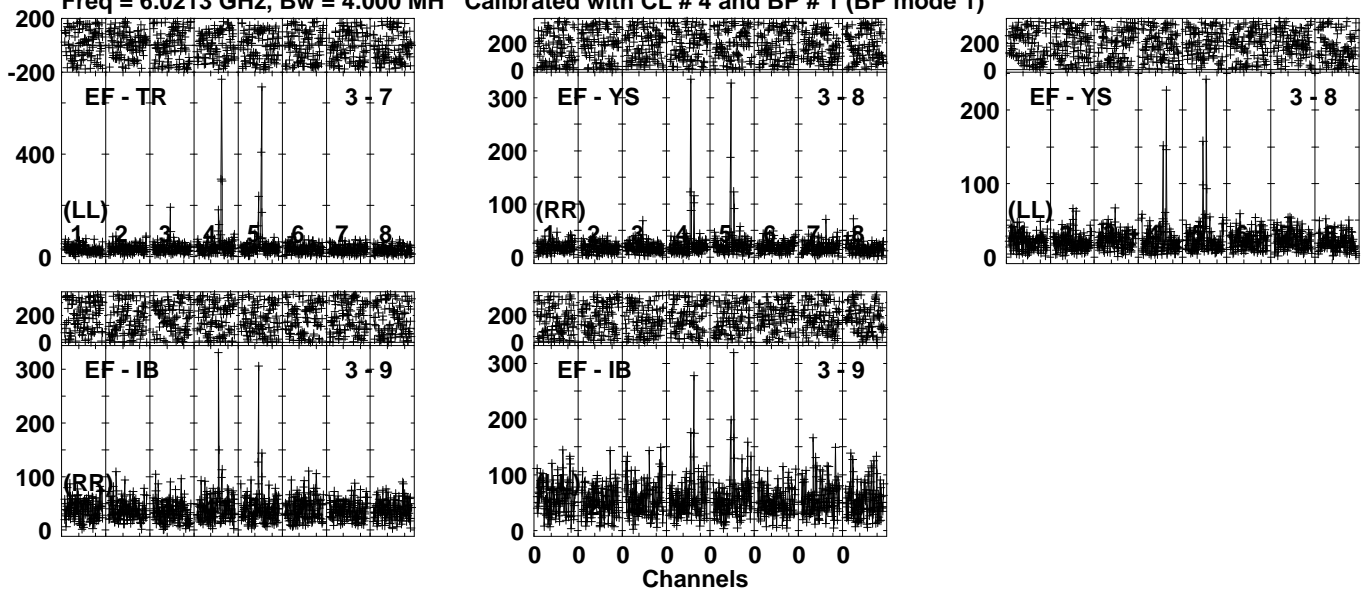 Freq = 6.0213 GHz, Bw = 4.000 MH Calibrated with CL # 4 and BP # 1 (BP mode 1)
200
-200
EF - TR 3 - 7
400
(LL)
1 2 3 4 5 6 7 8
0
200
0
EF - YS 3 - 8
300
200
100
(RR)
1 2 3 4 5 6 7 8
0
200
0
EF - YS 3 - 8
200
100
(LL)
0
200
0
EF - IB 3 - 9
300
200
100
(RR)
0
200
0
EF - IB 3 - 9
300
200
100
0
0 0 0 0 0 0 0 0
Channels